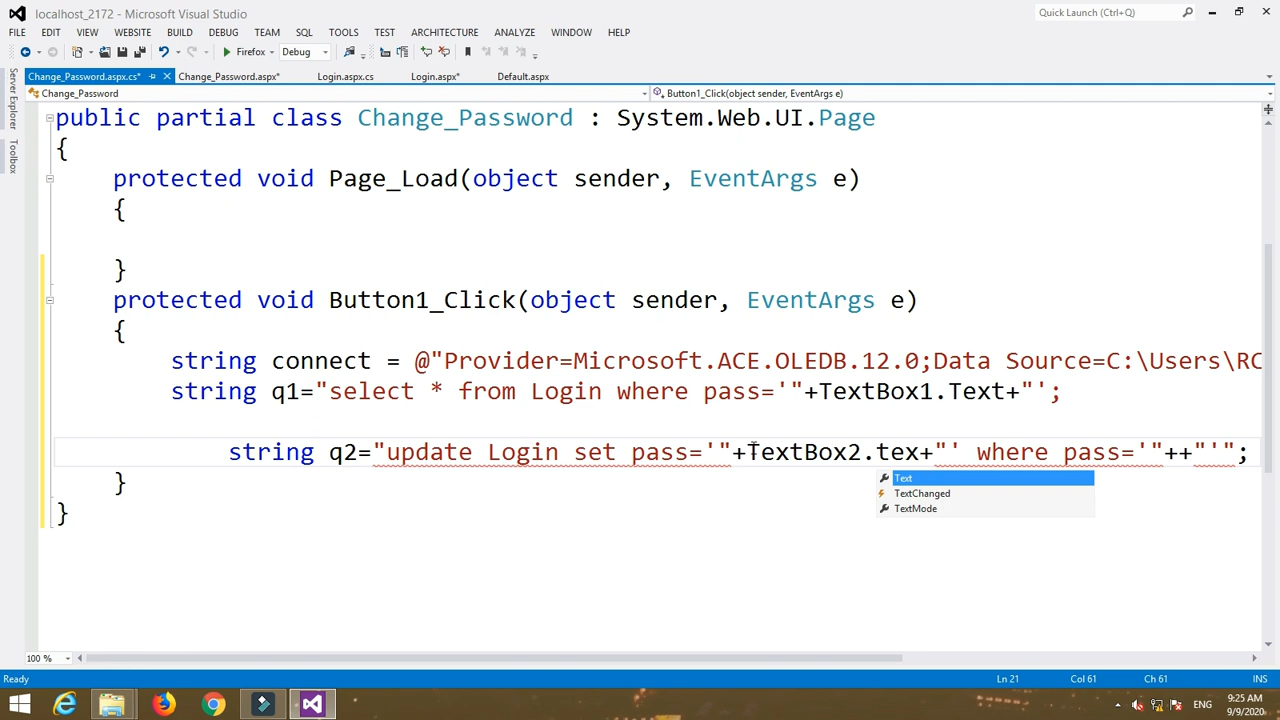 localhost_2172 - Microsoft Visual Studio
Quick Launch (Ctrl+Q)
FILE EDIT VIEW WEBSITE BUILD DEBUG TEAM SQL TOOLS TEST ARCHITECTURE ANALYZE WINDOW HELP
Firefox Debug
Change_Password.aspx.cs* Change_Password.aspx* Login.aspx.cs Login.aspx* Default.aspx
Change_Password Button1_Click(object sender, EventArgs e)
Server Explorer
Toolbox
public partial class Change_Password : System.Web.UI.Page
{
protected void Page_Load(object sender, EventArgs e)
{
}
protected void Button1_Click(object sender, EventArgs e)
{
string connect = @"Provider=Microsoft.ACE.OLEDB.12.0;Data Source=C:\Users\RC
string q1="select * from Login where pass='"+TextBox1.Text+"';
string q2="update Login set pass='"+TextBox2.tex+"' where pass='"++"'";
Text
TextChanged
TextMode
}
}
100 %
Ready Ln 21 Col 61 Ch 61 INS
ENG
9:25 AM
9/9/2020